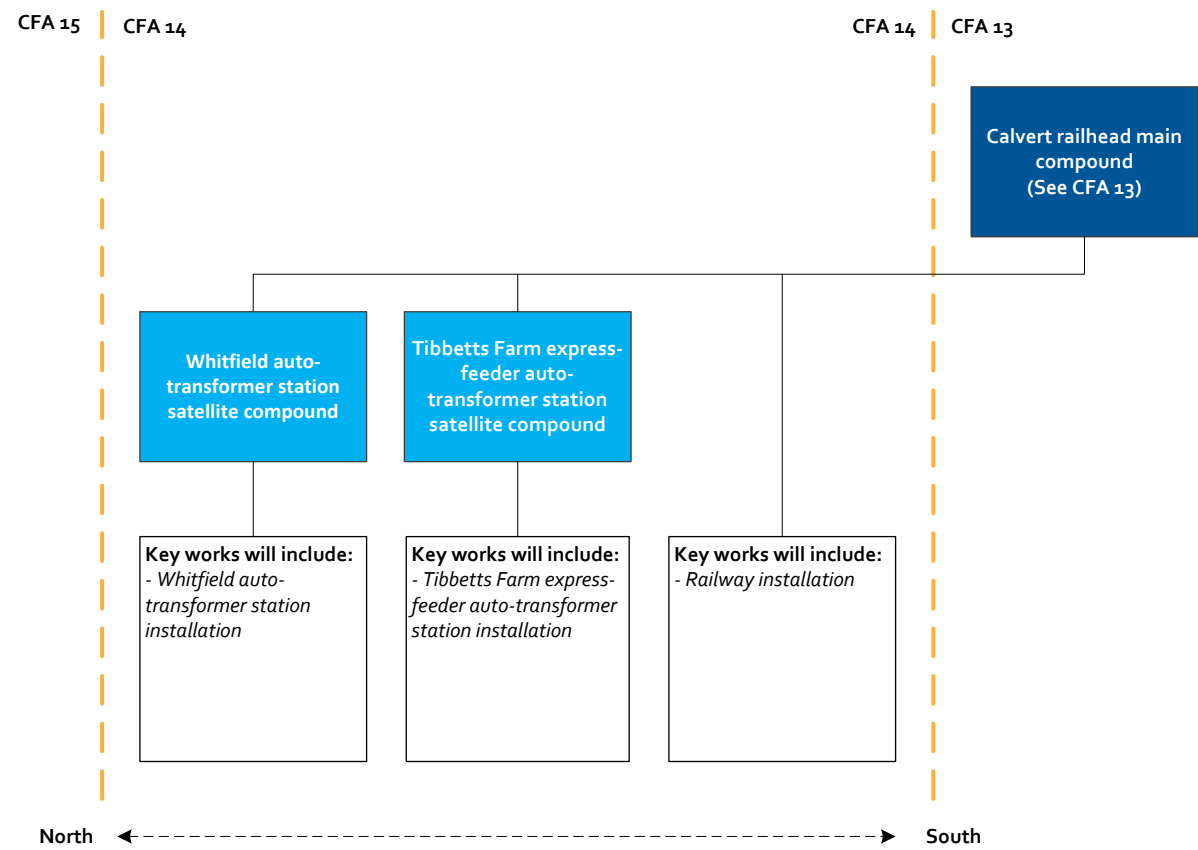 CFA 15
CFA 14
CFA 14
CFA 13
Calvert railhead main
compound
(See CFA 13)
Whitfield auto-
transformer station
satellite compound
Tibbetts Farm express-
feeder auto-
transformer station
satellite compound
Key works will include:
- Whitfield auto-
transformer station
installation
Key works will include:
- Tibbetts Farm express-
feeder auto-transformer
station installation
Key works will include:
- Railway installation
North
South